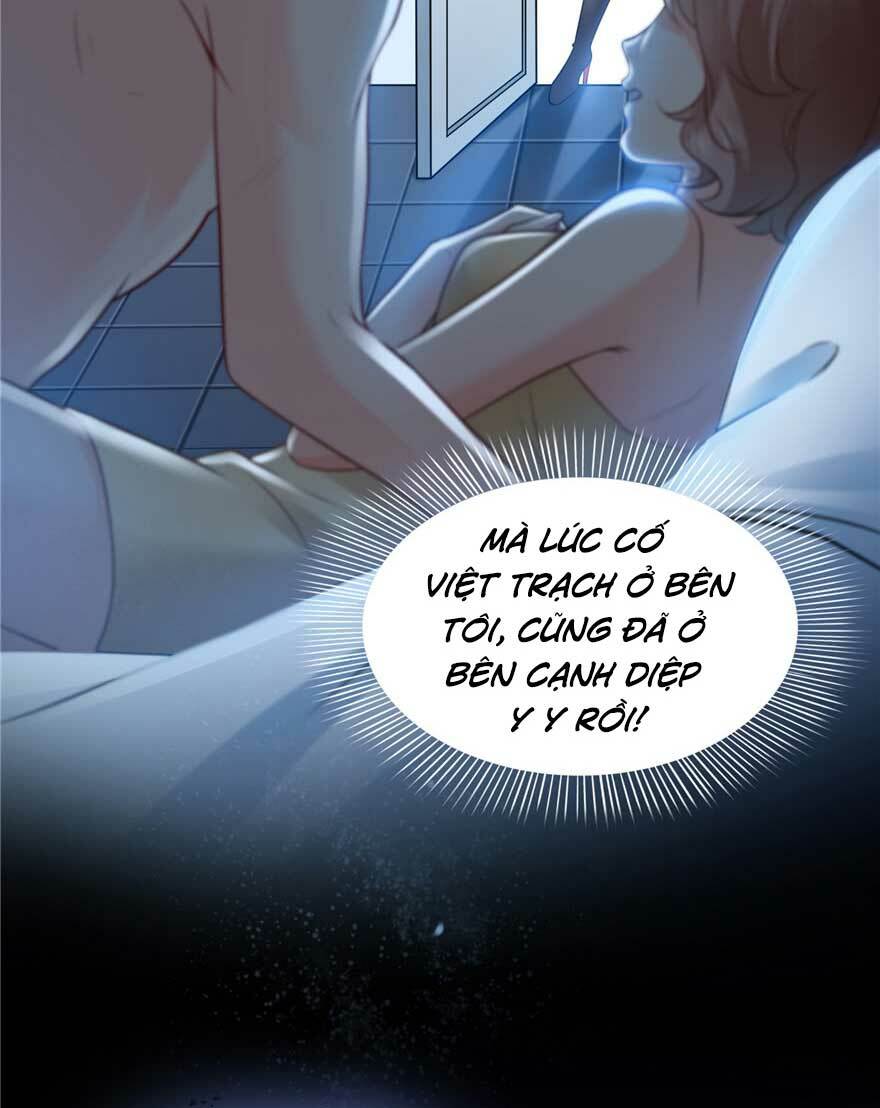 MÀ LÚC CỐ
VIỆT TRẠCH Ở BÊN
TÔI, CŨNG ĐÃ Ở
BÊN CẠNH DIỆP
Y Y RỒI!